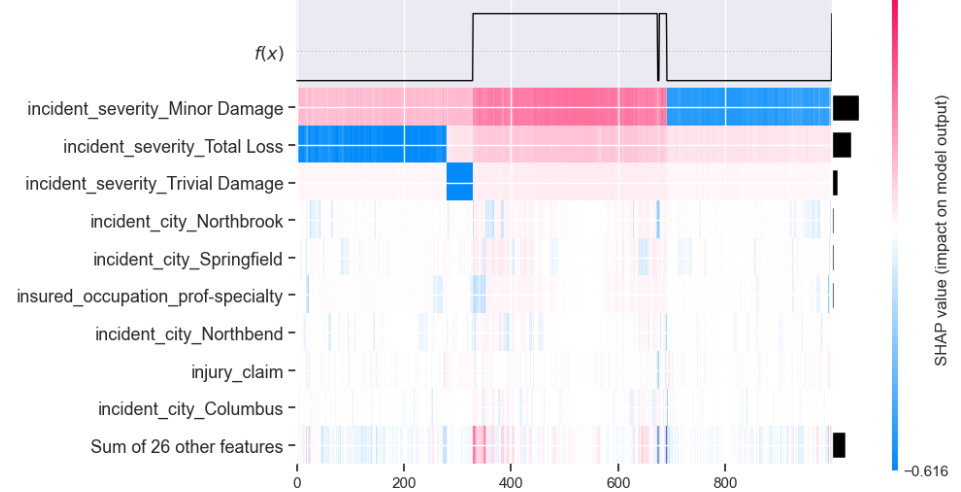 f(x)
incident_severity_Minor Damage
incident_severity_Total Loss
incident_severity_Trivial Damage
incident_city_Northbrook
incident_city_Springfield
insured_occupation_prof-specialty
incident_city_Northbend
injury_claim
incident_city_Columbus
Sum of 26 other features
0 200 400 600 800
SHAP value (impact on model output)
−0.616